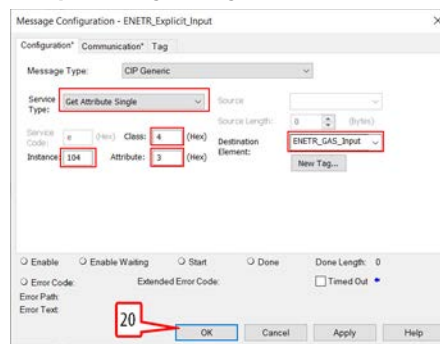 Message Configuration - ENETR_Explicit_Input
Configuration* Communication* Tag
Message Type: CIP Generic
Service Type: Get Attribute Single Source
Source Length: 0 (Bytes)
Service Code: e (Hex) Class: 4 (Hex) Destination Element: ENETR_GAS_Input
Instance: 104 Attribute: 3 (Hex) New Tag...
Enable Enable Waiting Start Done Done Length: 0
Error Code: Extended Error Code: Timed Out
Error Path:
Error Text:
20
OK Cancel Apply Help